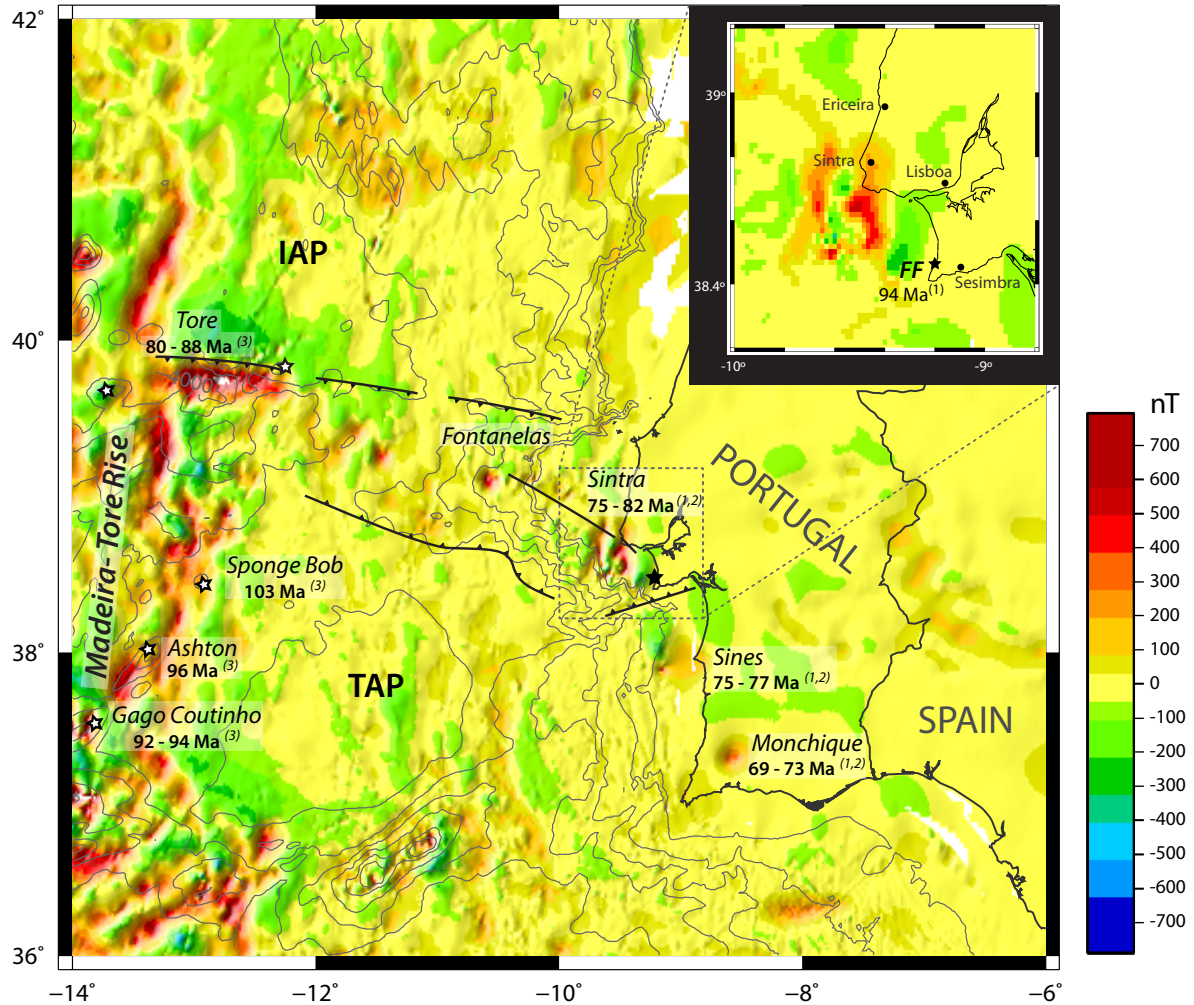 42°
40°
38°
36°
−14°
−12°
−10°
−8°
−6°
IAP
Tore
80 - 88 Ma (3)
4000
Fontanelas
Madeira-Tore Rise
Sintra
75 - 82 Ma (1,2)
PORTUGAL
Sponge Bob
103 Ma (3)
Ashton
96 Ma (3)
TAP
Gago Coutinho
92 - 94 Ma (3)
Sines
75 - 77 Ma (1,2)
SPAIN
Monchique
69 - 73 Ma (1,2)
39°
38.4°
-10°
-9°
Ericeira
Sintra
Lisboa
FF
94 Ma(1)
Sesimbra
nT
700
600
500
400
300
200
100
0
-100
-200
-300
-400
-500
-600
-700